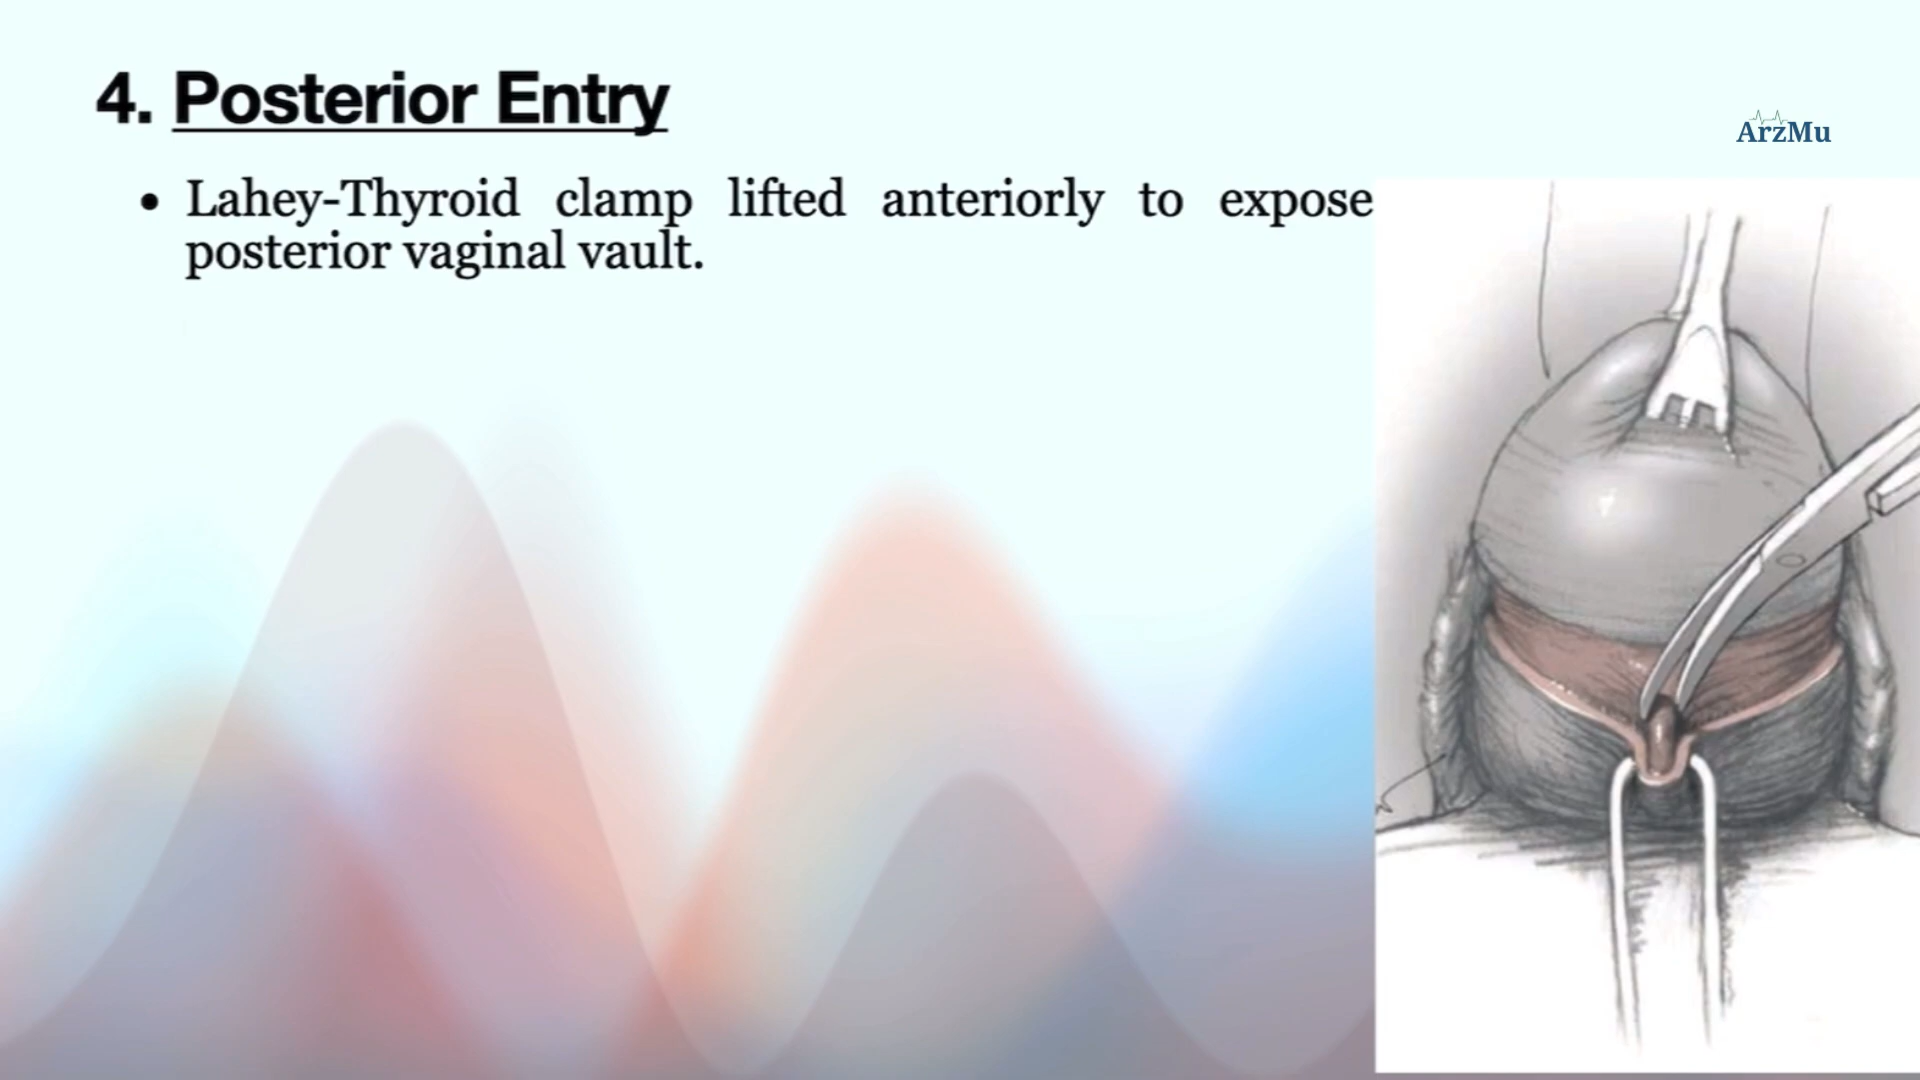 4. Posterior Entry
ArzMu
• Lahey-Thyroid clamp lifted anteriorly to expose
posterior vaginal vault.